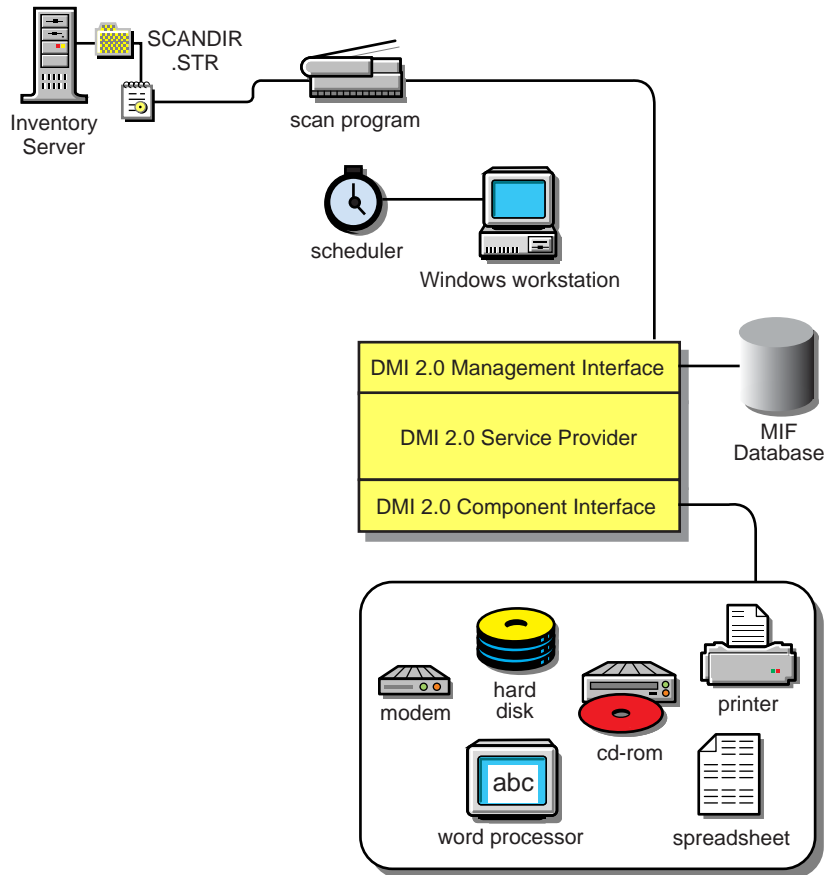 SCANDIR
.STR
Inventory
Server
scan program
scheduler
Windows workstation
DMI 2.0 Management Interface
DMI 2.0 Service Provider
DMI 2.0 Component Interface
MIF
Database
modem
hard
disk
cd-rom
printer
abc
word processor
spreadsheet